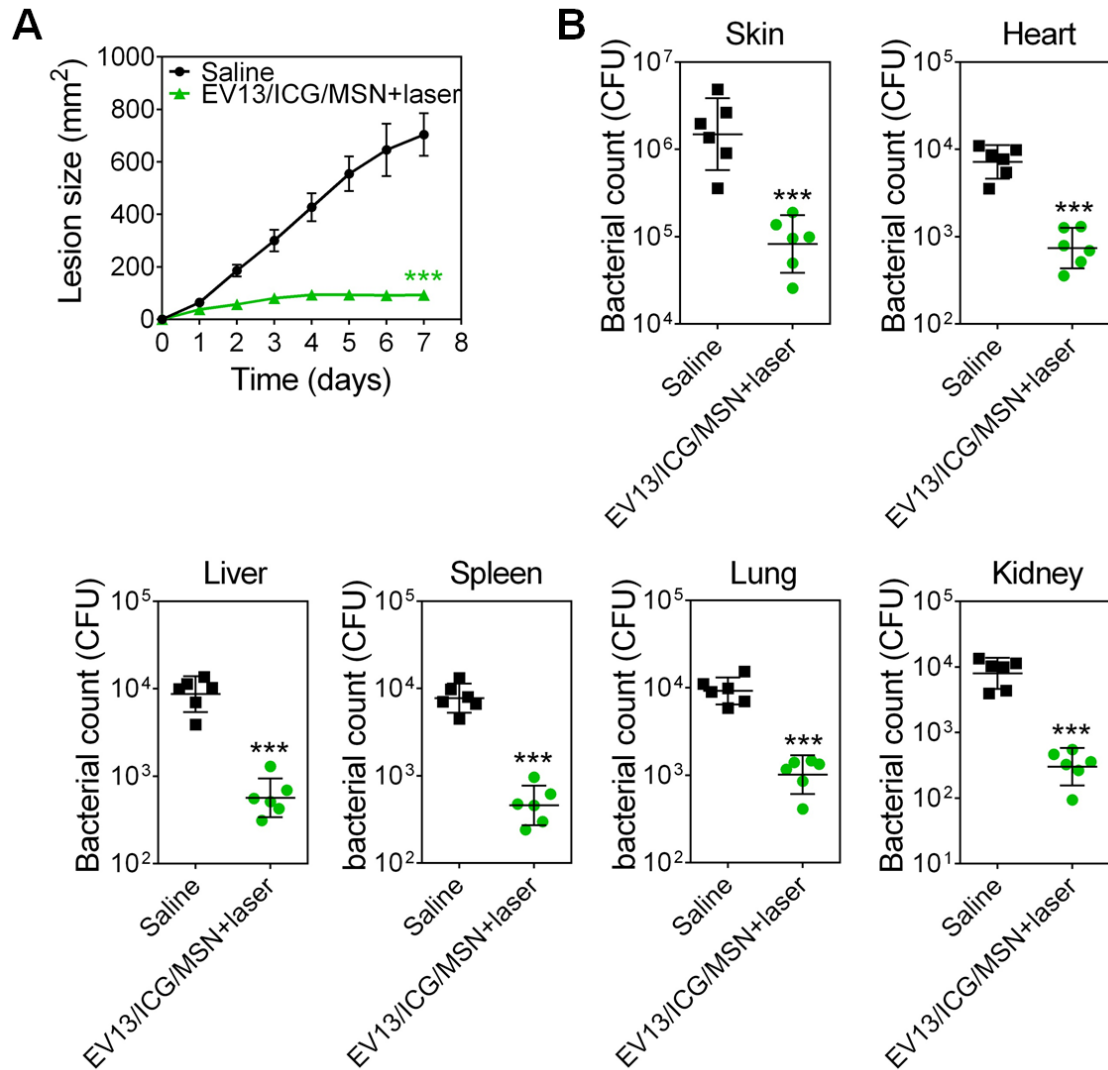 A
Lesion size (mm²)
1000
800
600
400
200
0
Saline
EV13/ICG/MSN+laser
***
0 1 2 3 4 5 6 7 8
Time (days)
B
Skin
Bacterial count (CFU)
10⁷
10⁶
10⁵
10⁴
***
Saline
EV13/ICG/MSN+laser
Heart
Bacterial count (CFU)
10⁵
10⁴
10³
10²
***
Saline
EV13/ICG/MSN+laser
Liver
Bacterial count (CFU)
10⁵
10⁴
10³
10²
***
Saline
EV13/ICG/MSN+laser
Spleen
bacterial count (CFU)
10⁵
10⁴
10³
10²
***
Saline
EV13/ICG/MSN+laser
Lung
bacterial count (CFU)
10⁵
10⁴
10³
10²
***
Saline
EV13/ICG/MSN+laser
Kidney
Bacterial count (CFU)
10⁵
10⁴
10³
10²
10¹
***
Saline
EV13/ICG/MSN+laser